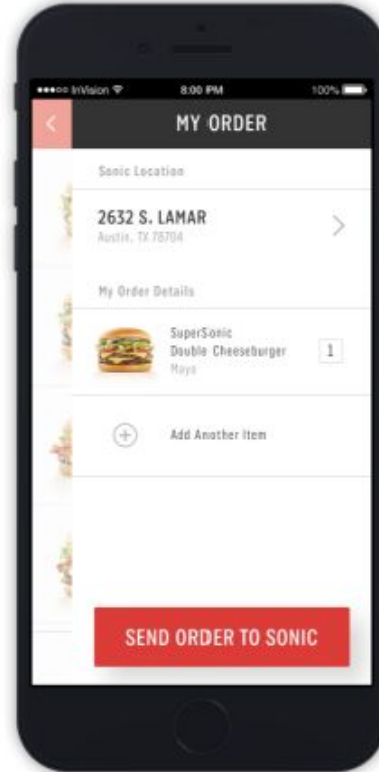 InVision 8:00 PM 100%
MY ORDER
Sonic Location
2632 S. LAMAR
Austin, TX 78704
My Order Details
SuperSonic
Double Cheeseburger 1
Mayo
Add Another Item
SEND ORDER TO SONIC